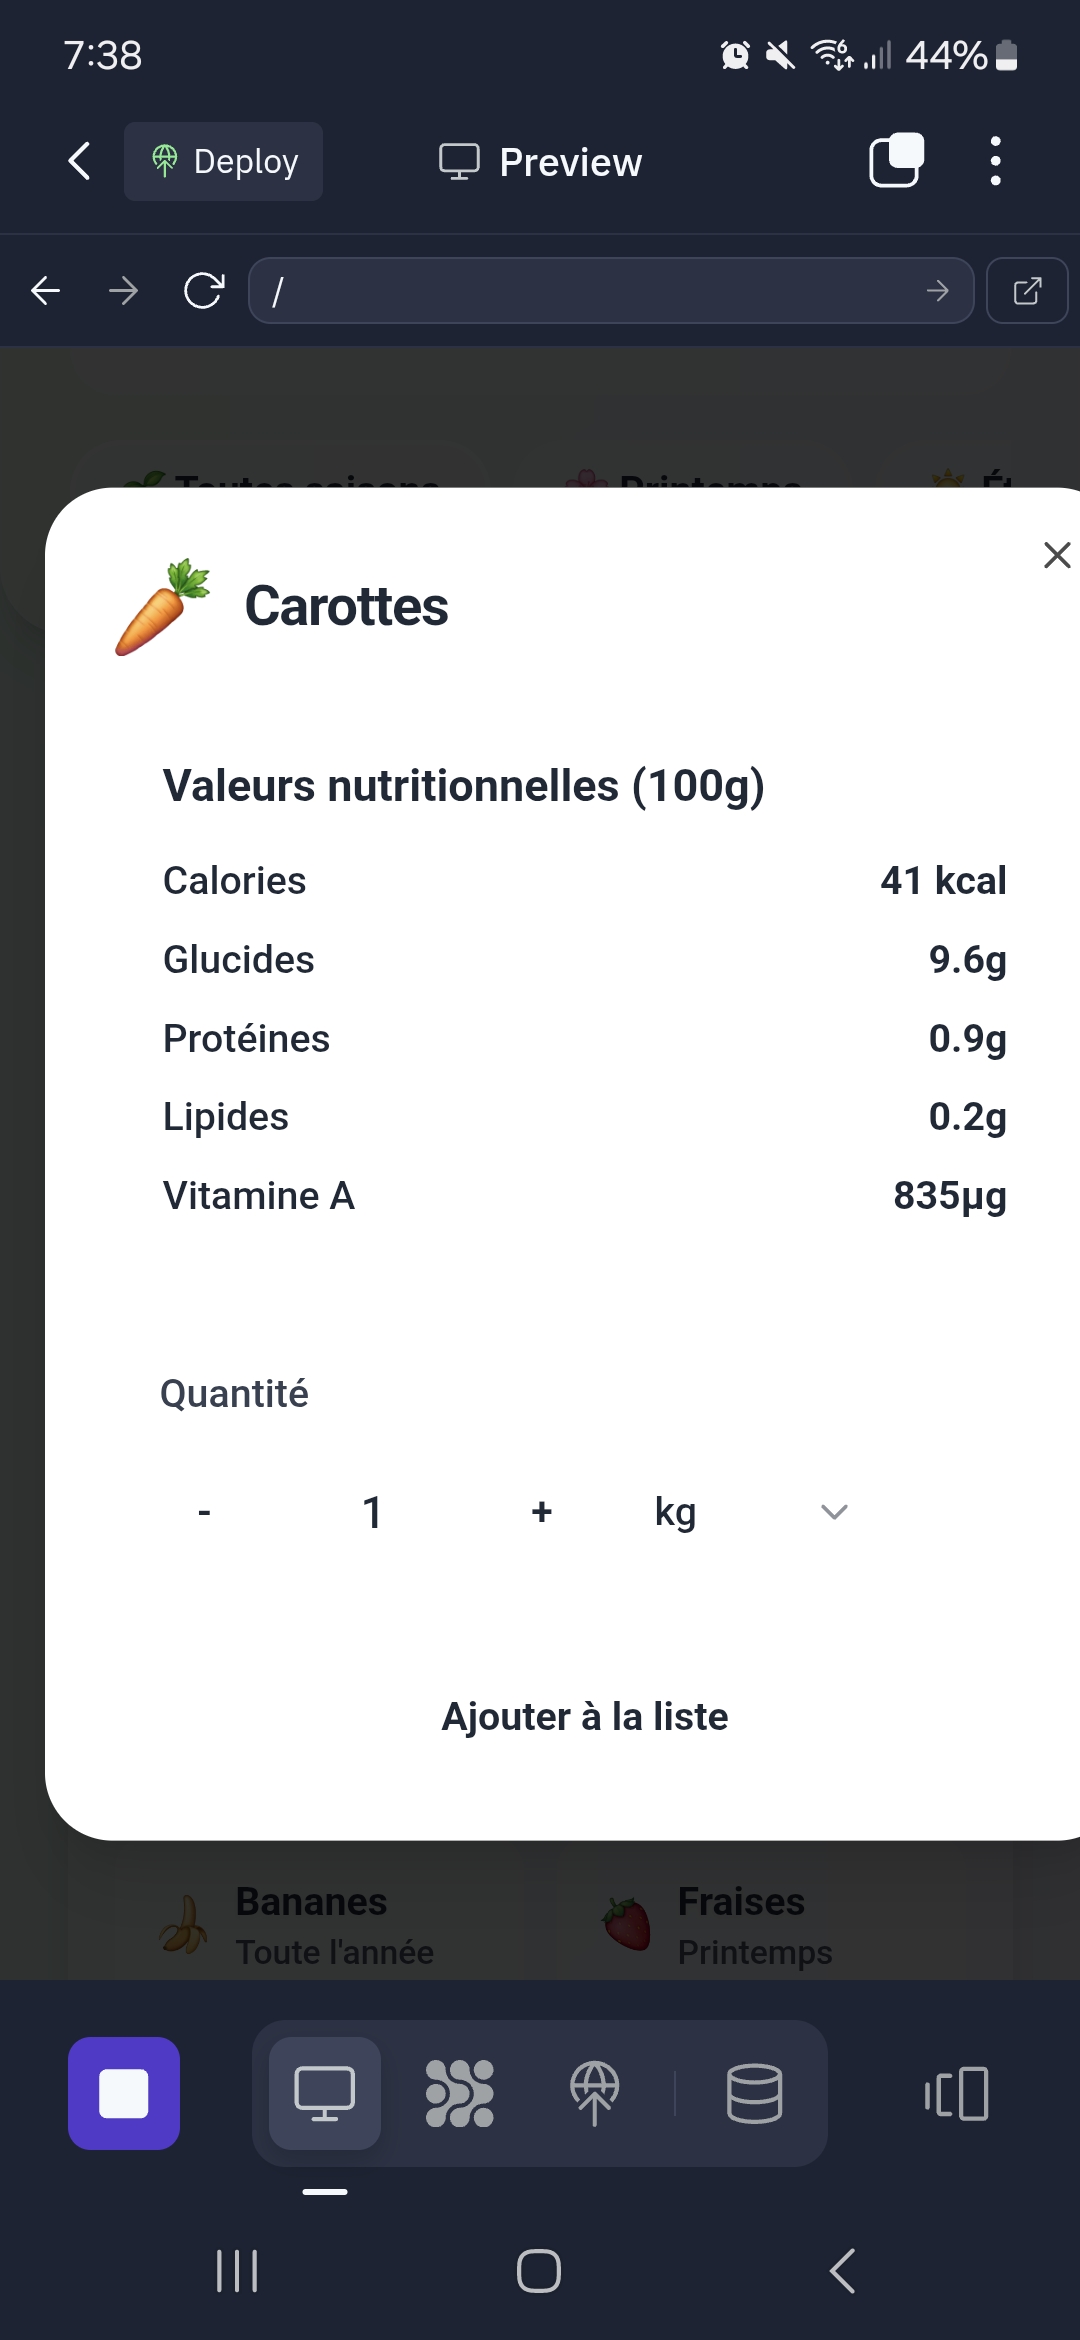 7:38
44%
Deploy
Preview
/
Toutes saisons
Printemps
Ét
Carottes
Valeurs nutritionnelles (100g)
Calories 41 kcal
Glucides 9.6g
Protéines 0.9g
Lipides 0.2g
Vitamine A 835µg
Quantité
- 1 + kg
Ajouter à la liste
Bananes
Toute l'année
Fraises
Printemps